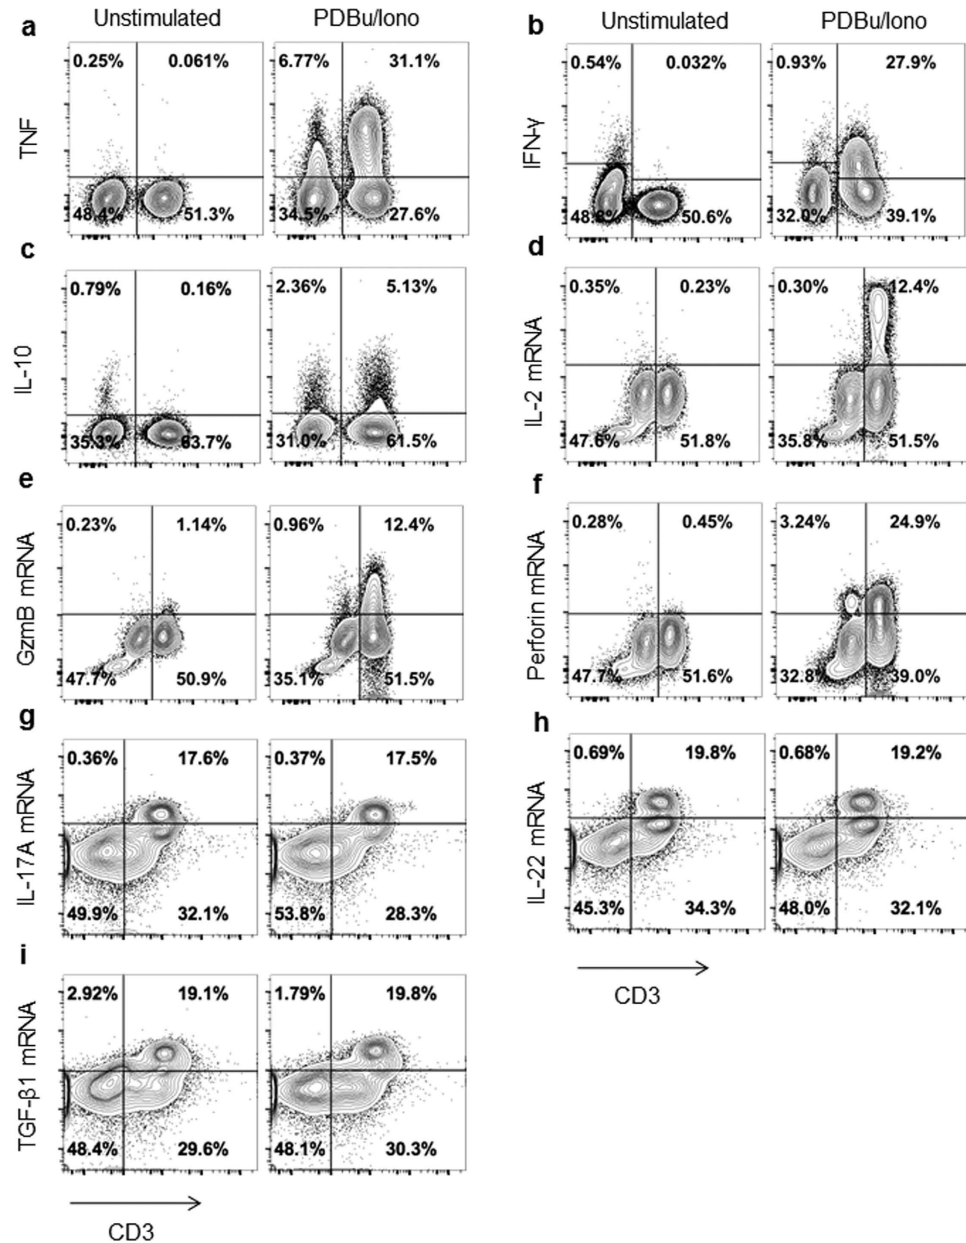 a
Unstimulated
PDBu/Iono
TNF
0.25%
0.061%
48.4%
51.3%
6.77%
31.1%
34.5%
27.6%
b
Unstimulated
PDBu/Iono
IFN-γ
0.54%
0.032%
50.6%
0.93%
27.9%
32.0%
39.1%
c
IL-10
0.79%
0.16%
35.3%
63.7%
2.36%
5.13%
31.0%
61.5%
d
IL-2 mRNA
0.35%
0.23%
47.6%
51.8%
0.30%
12.4%
35.8%
51.5%
e
GzmB mRNA
0.23%
1.14%
47.7%
50.9%
0.96%
12.4%
35.1%
51.5%
f
Perforin mRNA
0.28%
0.45%
47.7%
51.6%
3.24%
24.9%
32.8%
39.0%
g
IL-17A mRNA
0.36%
17.6%
49.9%
32.1%
0.37%
17.5%
53.8%
28.3%
h
IL-22 mRNA
0.69%
19.8%
45.3%
34.3%
0.68%
19.2%
48.0%
32.1%
CD3
i
TGF-β1 mRNA
2.92%
19.1%
48.4%
29.6%
1.79%
19.8%
48.1%
30.3%
CD3